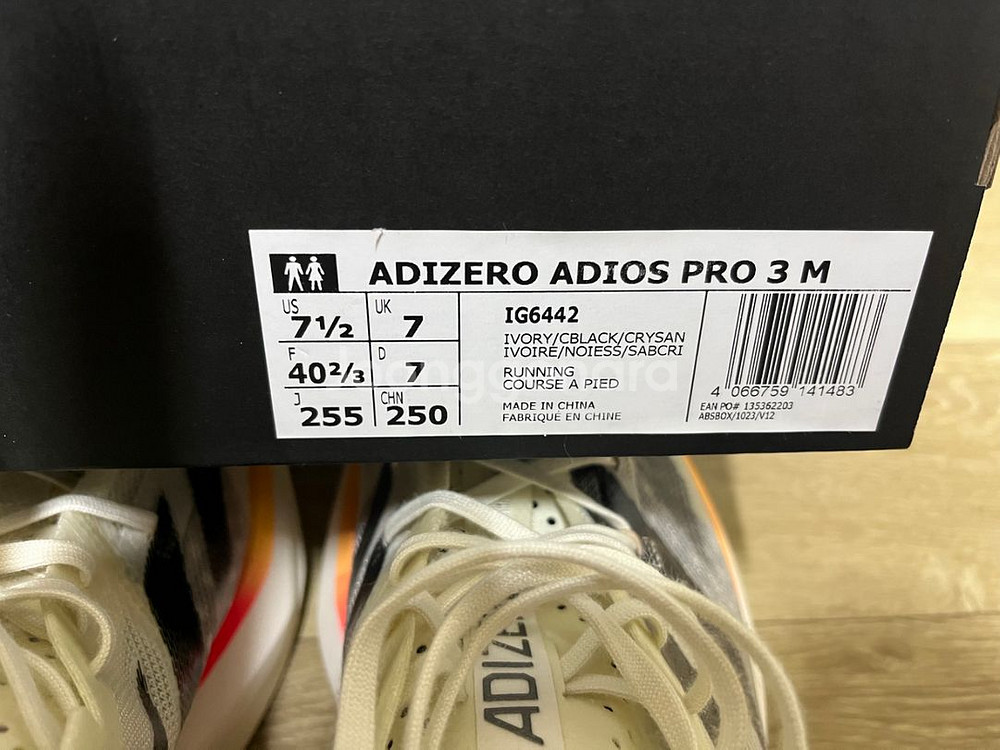 ADIZERO ADIOS PRO 3 M
US 7½ UK 7
F 40⅔ D 7
J 255 CHN 250
IG6442
IVORY/CBLACK/CRYSAN
IVOIRE/NOIESS/SABCRI
RUNNING
COURSE A PIED
MADE IN CHINA
FABRIQUE EN CHINE
4 066759 141483
EAN PO# 135362203
ABSBOX/1023/V12
ADIZE